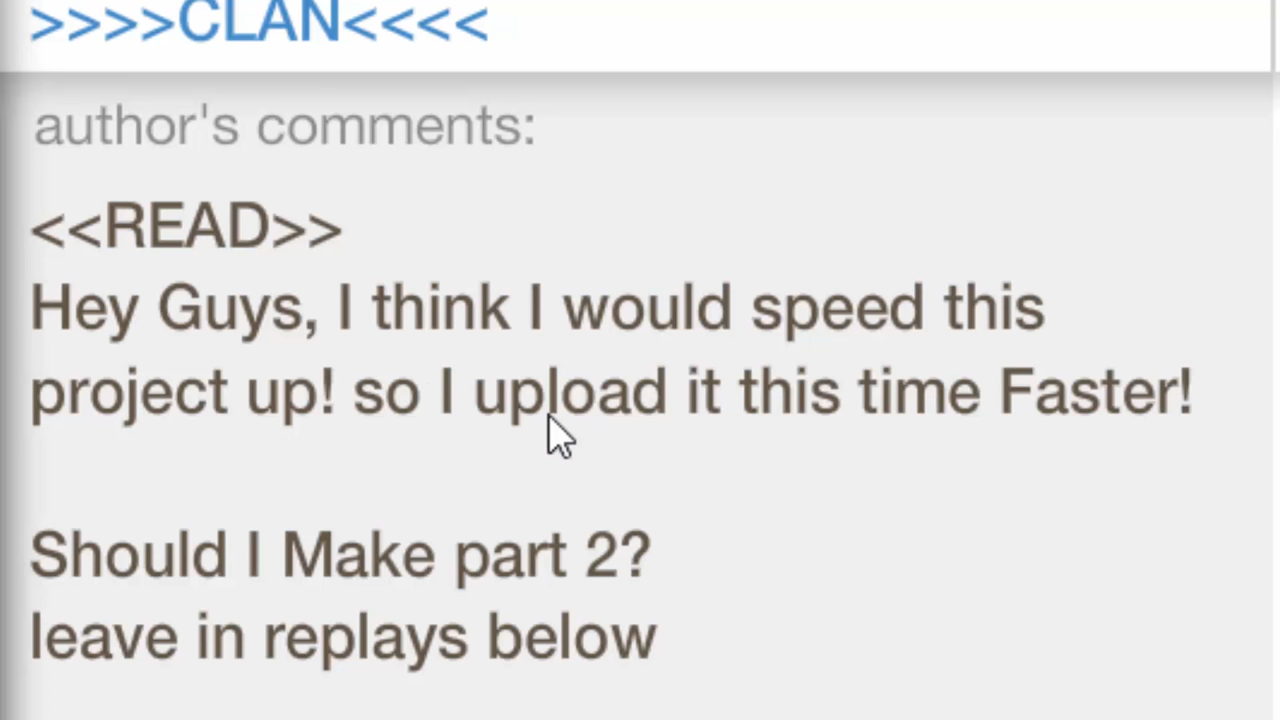 >>>>CLAN<<<<
author's comments:
<<READ>>
Hey Guys, I think I would speed this
project up! so I upload it this time Faster!
Should I Make part 2?
leave in replays below